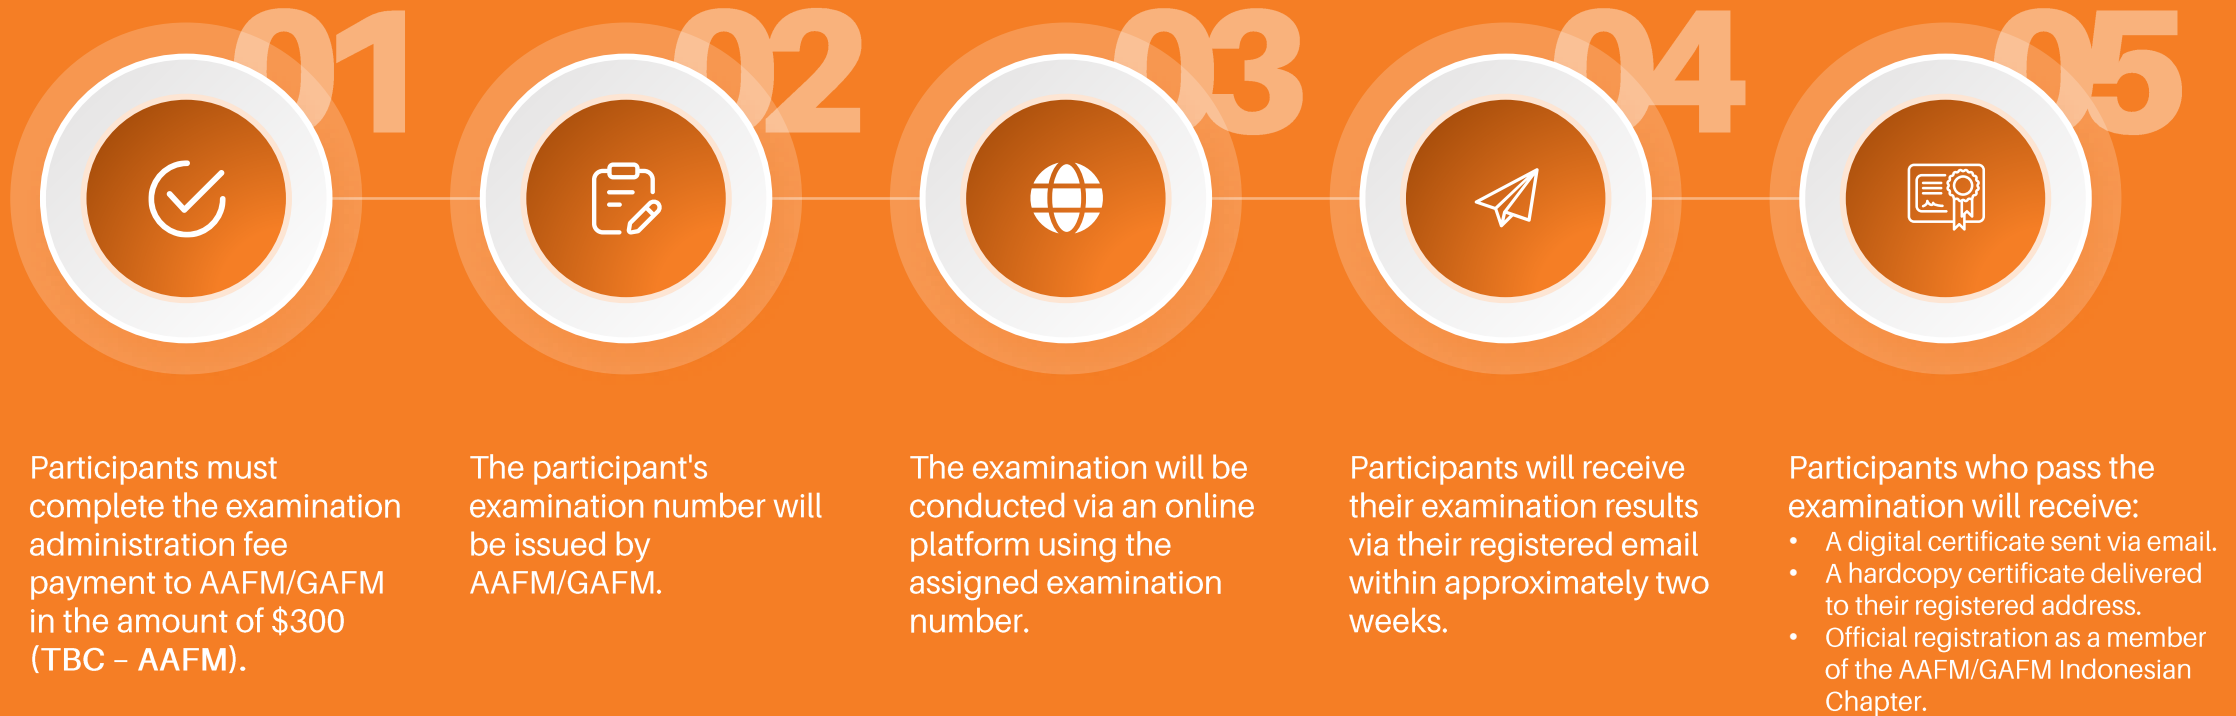 01
02
03
04
05
Participants must
complete the examination
administration fee
payment to AAFM/GAFM
in the amount of $300
(TBC – AAFM).
The participant's
examination number will
be issued by
AAFM/GAFM.
The examination will be
conducted via an online
platform using the
assigned examination
number.
Participants will receive
their examination results
via their registered email
within approximately two
weeks.
Participants who pass the
examination will receive:
• A digital certificate sent via email.
• A hardcopy certificate delivered
to their registered address.
• Official registration as a member
of the AAFM/GAFM Indonesian
Chapter.